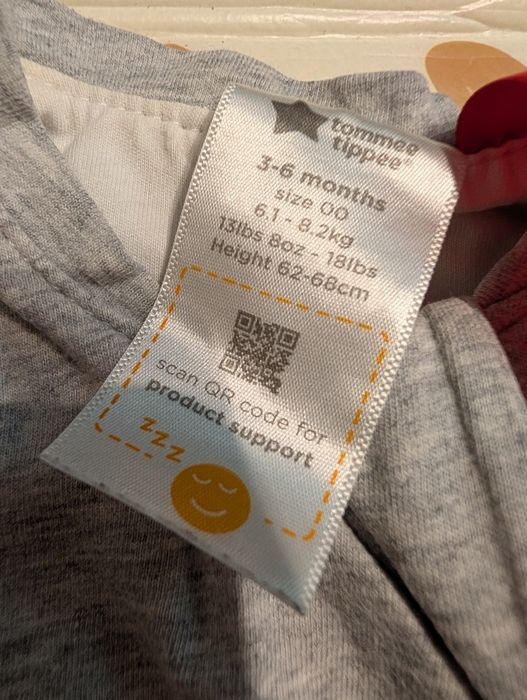 tommee
tippee®
3-6 months
size 00
6.1 - 8.2kg
13lbs 8oz - 18lbs
Height 62-68cm
scan QR code for
product support
zzz